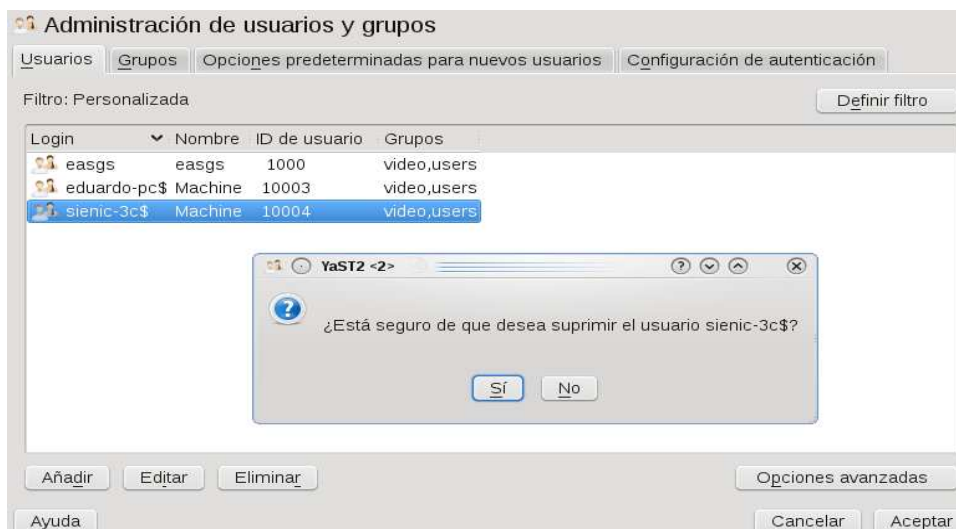 Administración de usuarios y grupos
Usuarios Grupos Opciones predeterminadas para nuevos usuarios Configuración de autenticación
Filtro: Personalizada Definir filtro
Login Nombre ID de usuario Grupos
easgs easgs 1000 video,users
eduardo-pc$ Machine 10003 video,users
sienic-3c$ Machine 10004 video,users
YaST2 <2>
¿Está seguro de que desea suprimir el usuario sienic-3c$?
Sí No
Añadir Editar Eliminar Opciones avanzadas
Ayuda Cancelar Aceptar